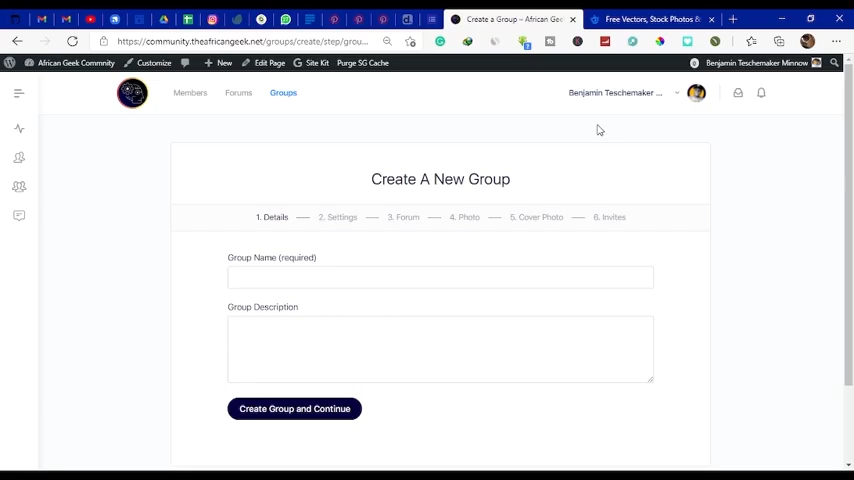 Create a Group – African Gee
Free Vectors, Stock Photos &
https://community.theafricangeek.net/groups/create/step/grou...
African Geek Commnity
Customize
New
Edit Page
Site Kit
Purge SG Cache
0
Benjamin Teschemaker Minnow
Members
Forums
Groups
Benjamin Teschemaker ...
Create A New Group
1. Details
2. Settings
3. Forum
4. Photo
5. Cover Photo
6. Invites
Group Name (required)
Group Description
Create Group and Continue